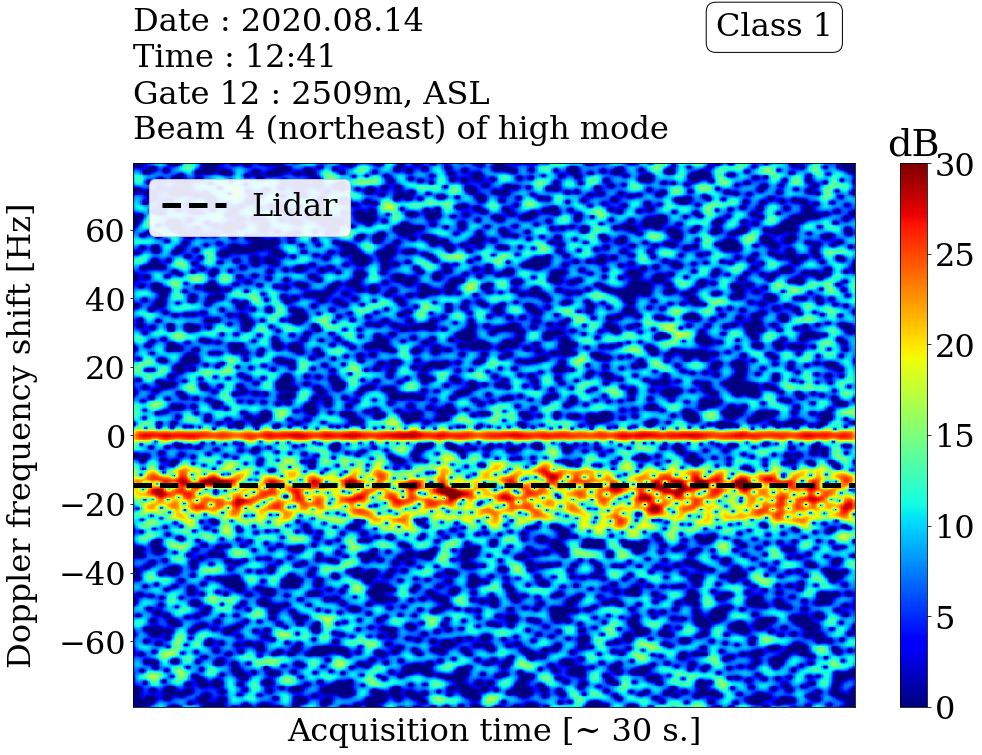 Date : 2020.08.14
Time : 12:41
Gate 12 : 2509m, ASL
Beam 4 (northeast) of high mode
Class 1
dB
Lidar
Doppler frequency shift [Hz]
60
40
20
0
−20
−40
−60
30
25
20
15
10
5
0
Acquisition time [~ 30 s.]